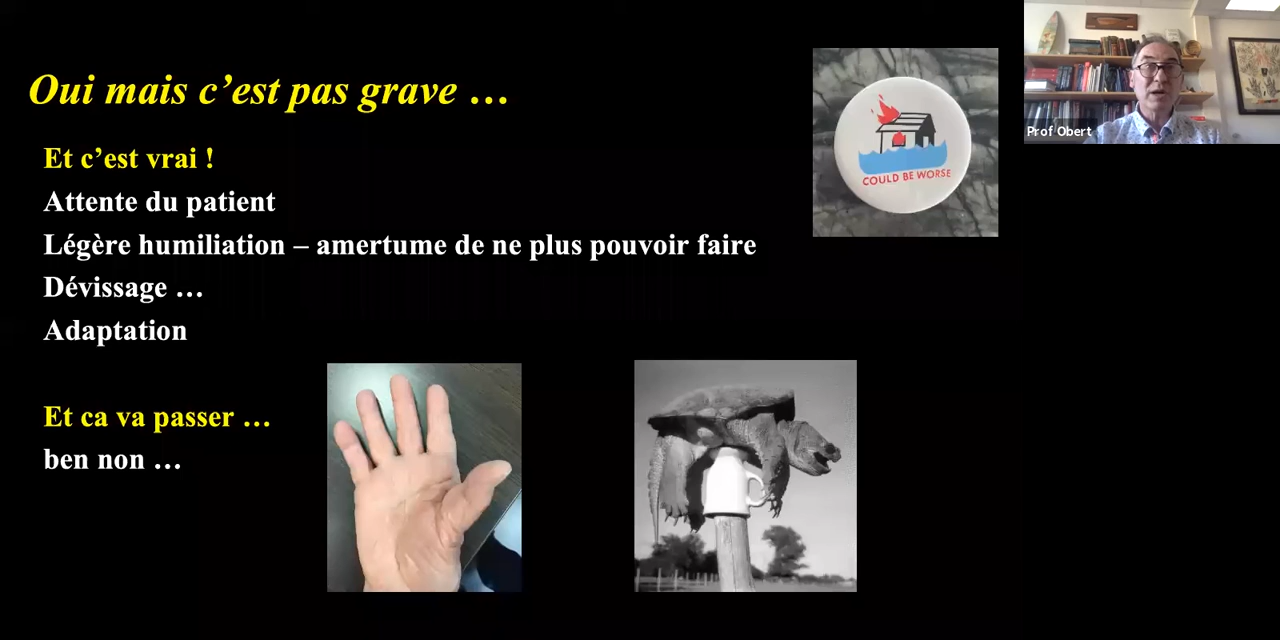 Oui mais c’est pas grave …
Et c’est vrai !
Attente du patient
Légère humiliation – amertume de ne plus pouvoir faire
Dévissage …
Adaptation
Et ca va passer …
ben non …
COULD BE WORSE
Prof Obert